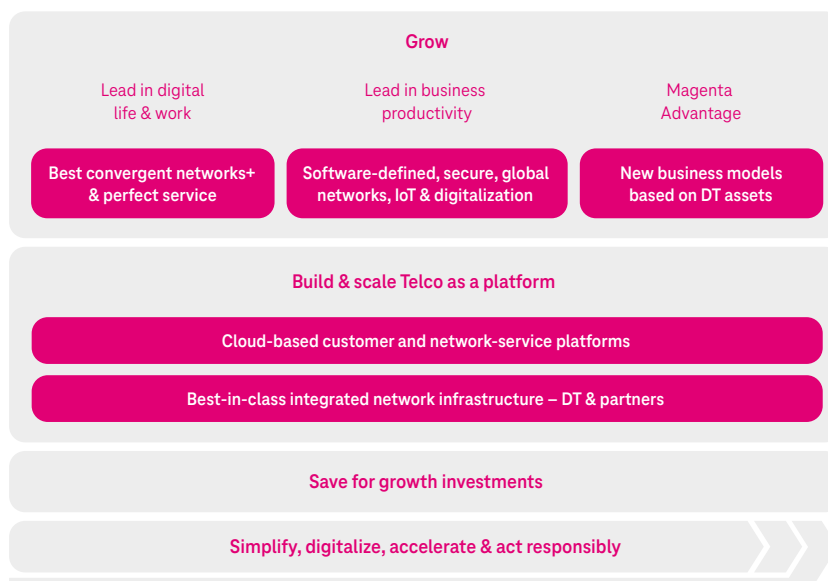 Grow
Lead in digital
life & work
Lead in business
productivity
Magenta
Advantage
Best convergent networks+
& perfect service
Software-defined, secure, global
networks, IoT & digitalization
New business models
based on DT assets
Build & scale Telco as a platform
Cloud-based customer and network-service platforms
Best-in-class integrated network infrastructure – DT & partners
Save for growth investments
Simplify, digitalize, accelerate & act responsibly